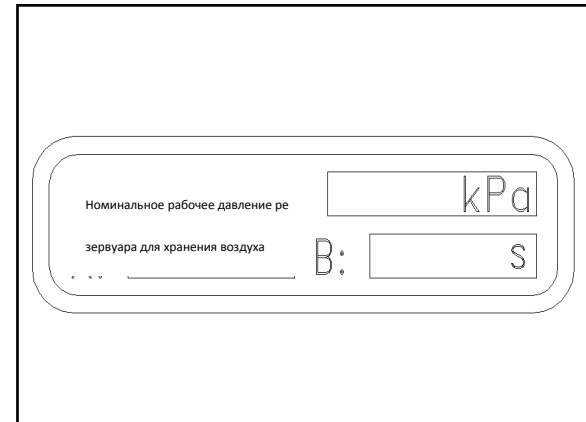 kPa
Номинальное рабочее давление ре
зервуара для хранения воздуха
B: s